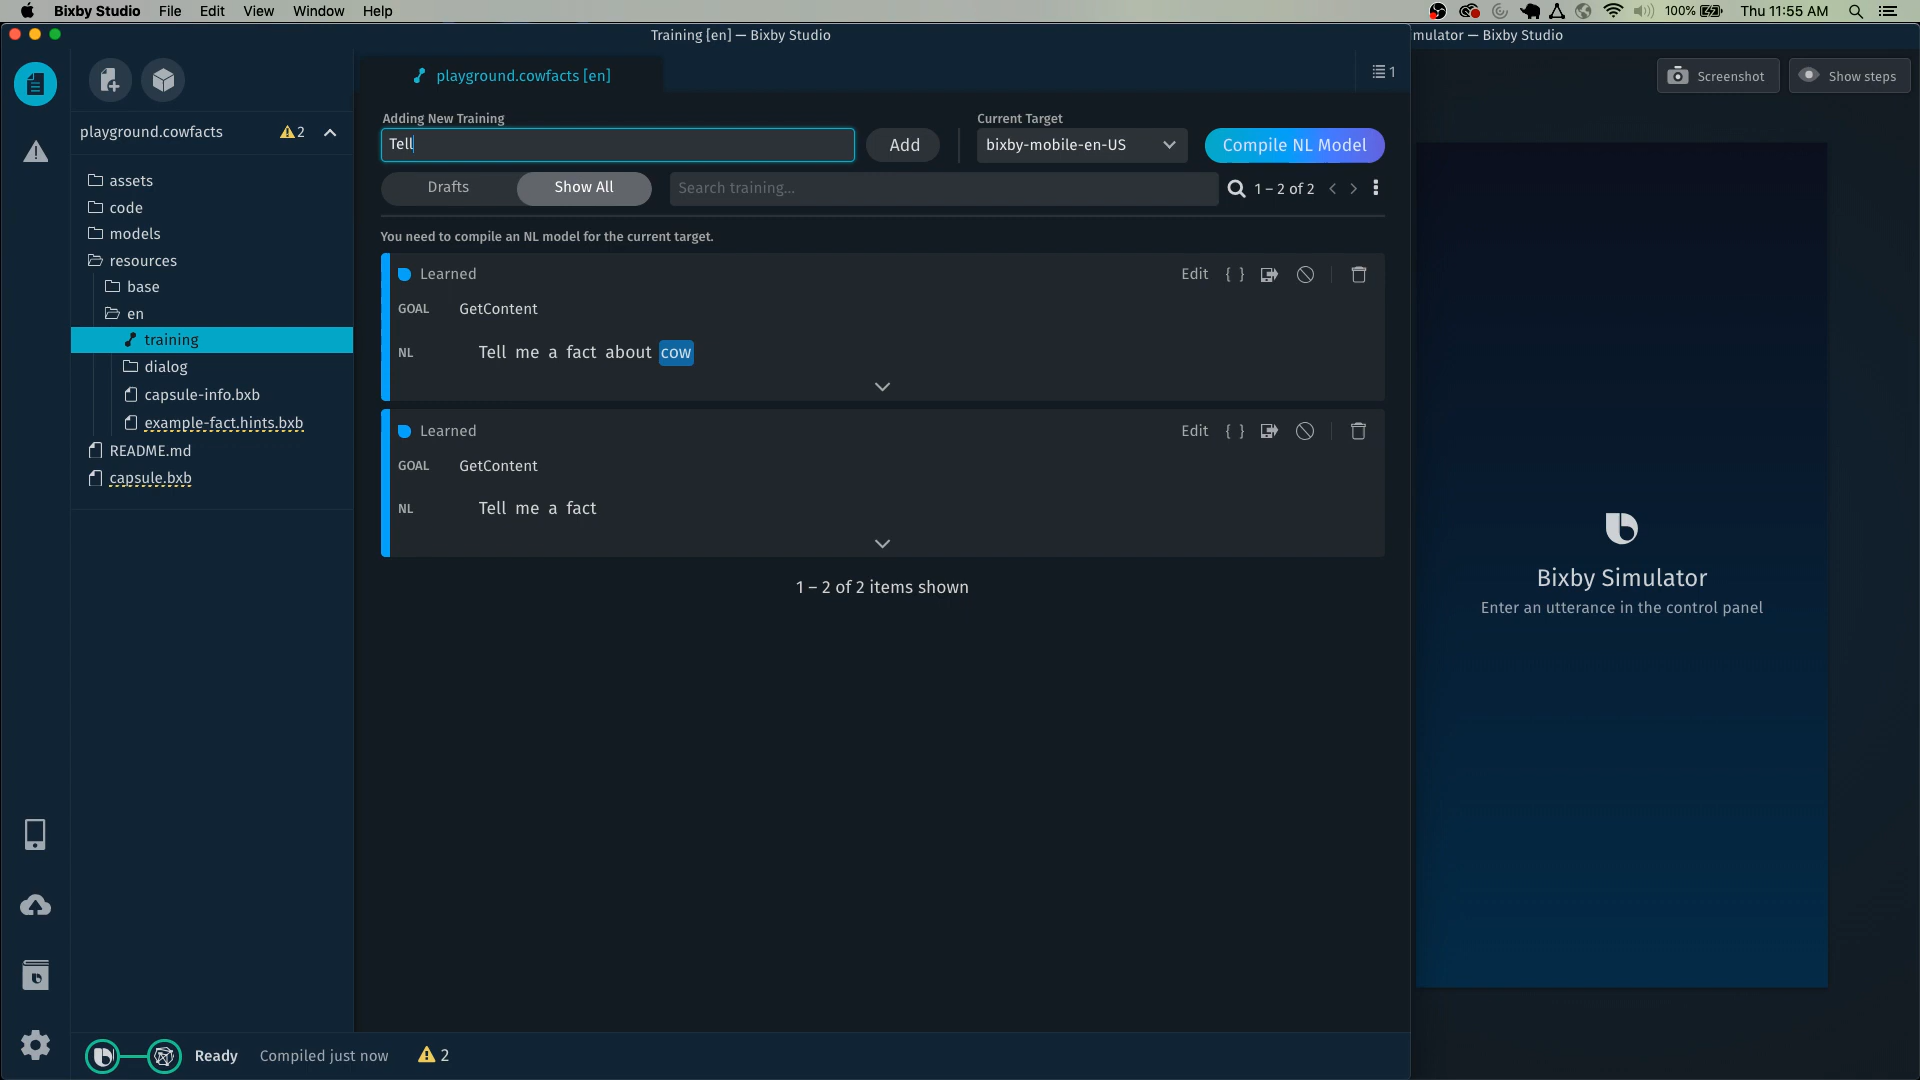 Bixby Studio File Edit View Window Help
100% Thu 11:55 AM
Training [en] — Bixby Studio
mulator — Bixby Studio
playground.cowfacts [en]
1
Screenshot
Show steps
playground.cowfacts
2
assets
code
models
resources
base
en
training
dialog
capsule-info.bxb
example-fact.hints.bxb
README.md
capsule.bxb
Adding New Training
Tell
Add
Current Target
bixby-mobile-en-US
Compile NL Model
Drafts
Show All
Search training...
1 – 2 of 2
You need to compile an NL model for the current target.
Learned
Edit { }
GOAL GetContent
NL Tell me a fact about cow
Learned
Edit { }
GOAL GetContent
NL Tell me a fact
1 – 2 of 2 items shown
Bixby Simulator
Enter an utterance in the control panel
Ready Compiled just now 2